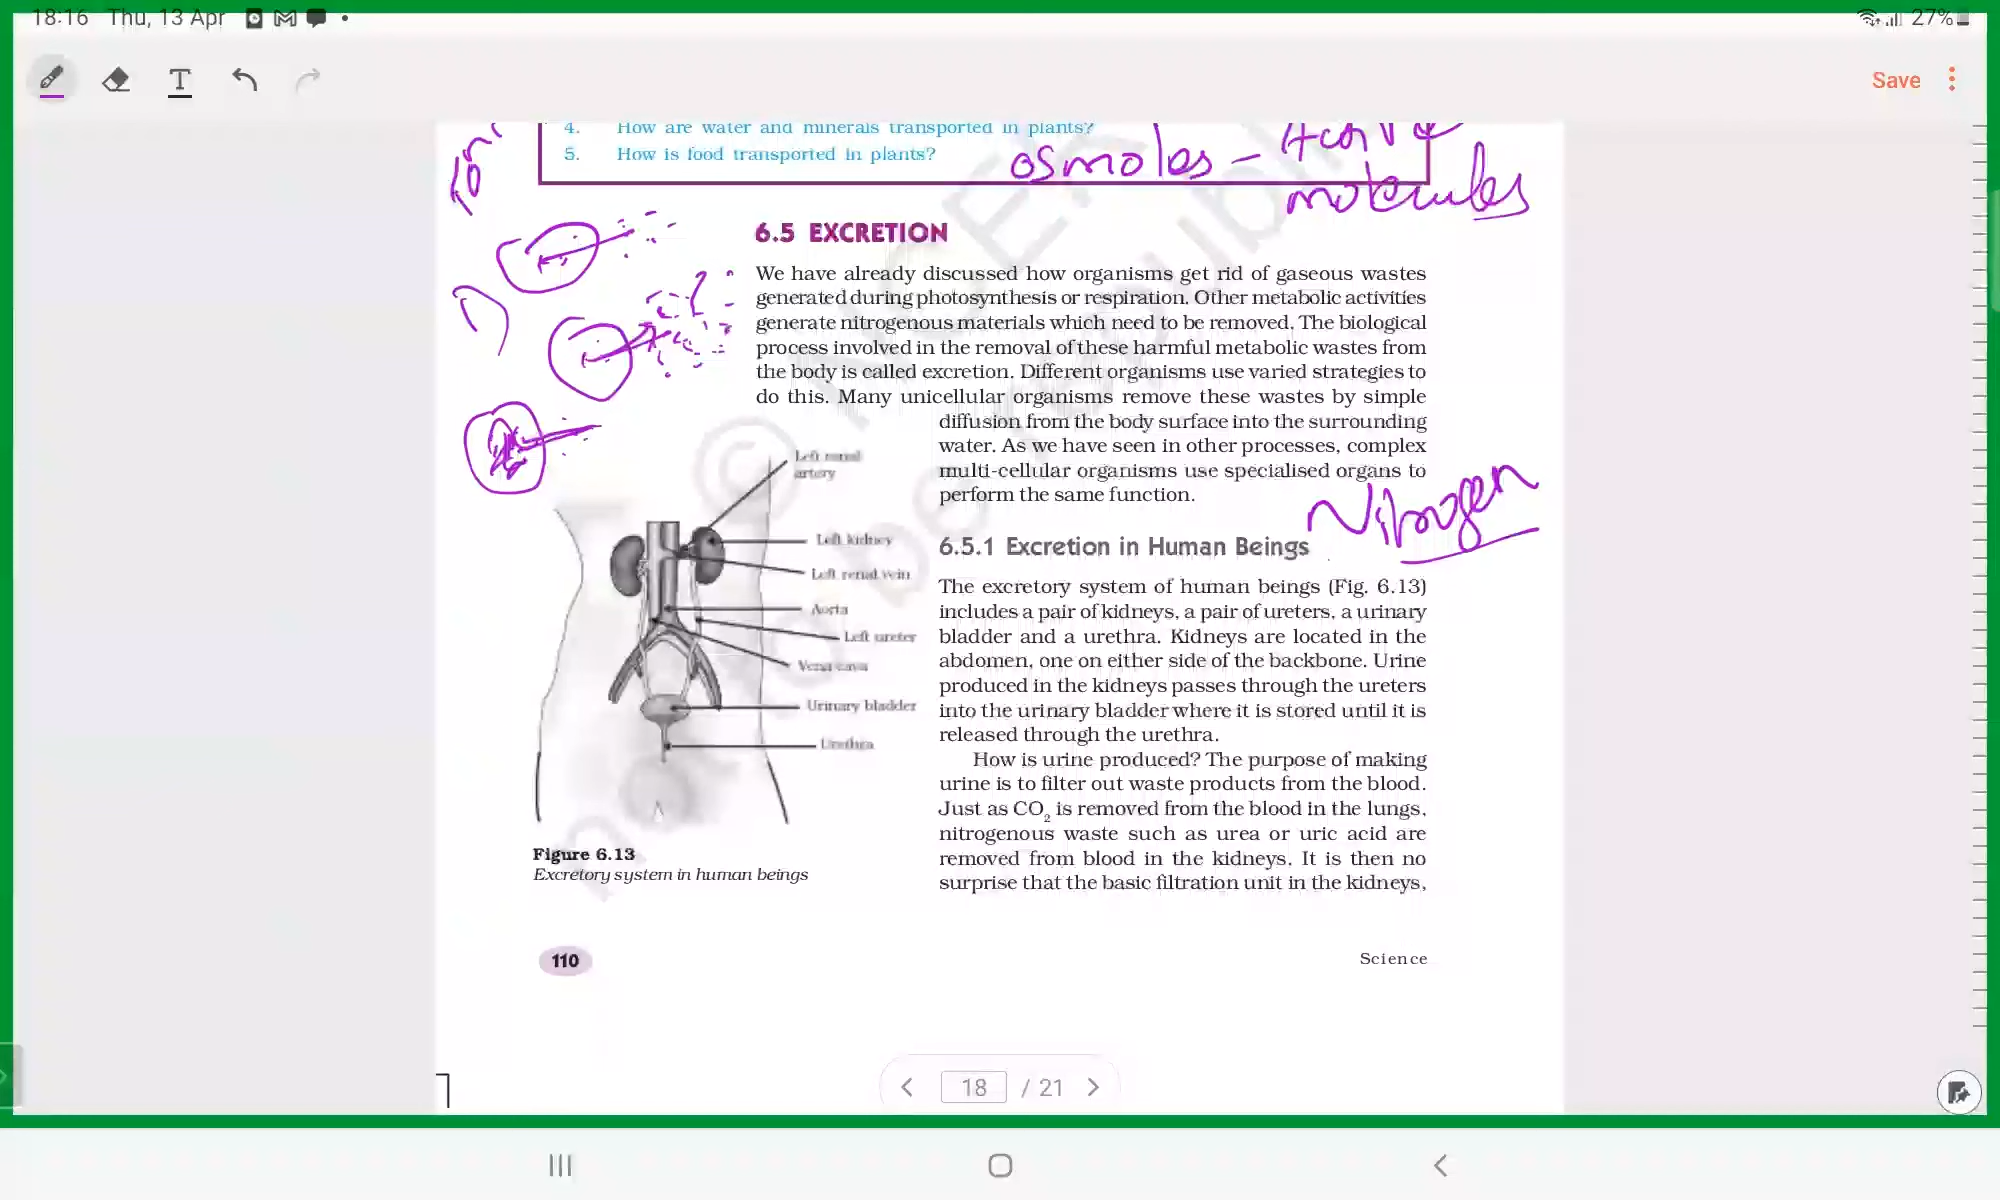 18:16 Thu, 13 Apr
27%
Save
4. How are water and minerals transported in plants?
5. How is food transported in plants?
osmoles - Active
molecules
6.5 EXCRETION
We have already discussed how organisms get rid of gaseous wastes
generated during photosynthesis or respiration. Other metabolic activities
generate nitrogenous materials which need to be removed. The biological
process involved in the removal of these harmful metabolic wastes from
the body is called excretion. Different organisms use varied strategies to
do this. Many unicellular organisms remove these wastes by simple
diffusion from the body surface into the surrounding
water. As we have seen in other processes, complex
multi-cellular organisms use specialised organs to
perform the same function.
Nitrogen
Left renal
artery
Left kidney
Left renal vein
Aorta
Left ureter
Vena cava
Urinary bladder
Urethra
Figure 6.13
Excretory system in human beings
6.5.1 Excretion in Human Beings
The excretory system of human beings (Fig. 6.13)
includes a pair of kidneys, a pair of ureters, a urinary
bladder and a urethra. Kidneys are located in the
abdomen, one on either side of the backbone. Urine
produced in the kidneys passes through the ureters
into the urinary bladder where it is stored until it is
released through the urethra.
How is urine produced? The purpose of making
urine is to filter out waste products from the blood.
Just as CO₂ is removed from the blood in the lungs,
nitrogenous waste such as urea or uric acid are
removed from blood in the kidneys. It is then no
surprise that the basic filtration unit in the kidneys,
110
Science
18 / 21